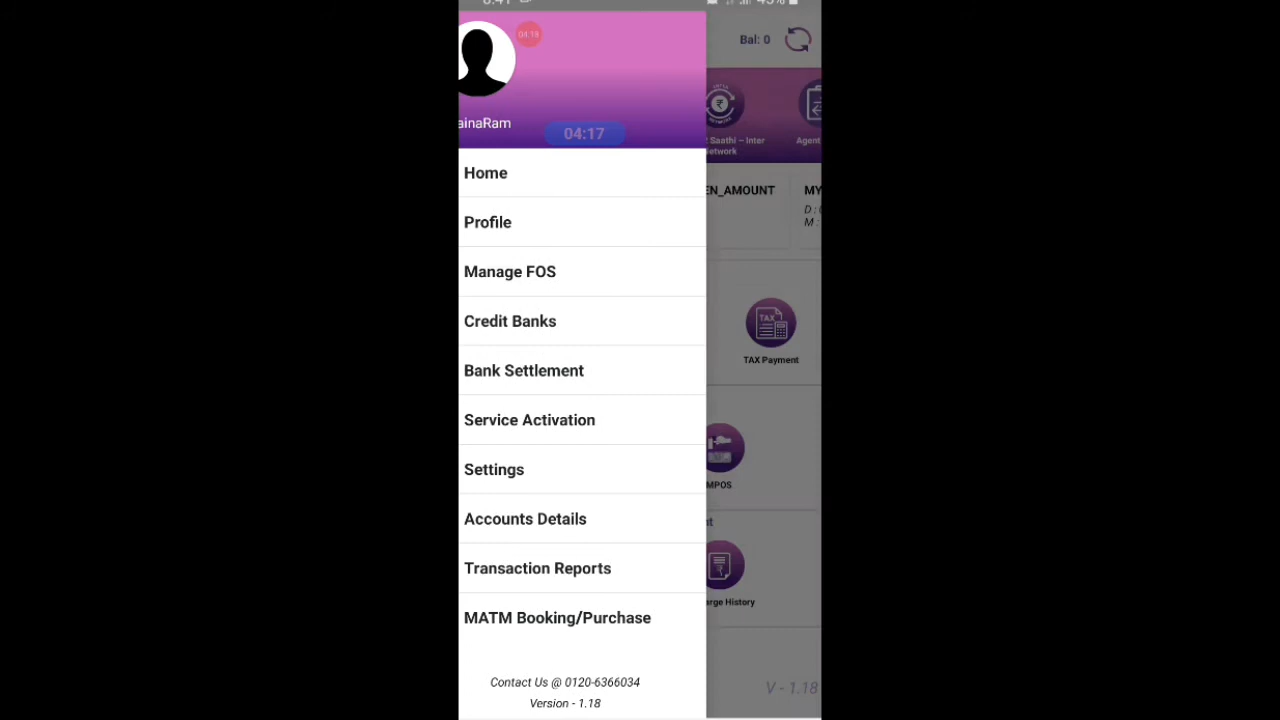 04:18
Bal: 0
ainaRam
04:17
Saathi – Inter
etwork
Agent
Home
EN_AMOUNT
MY
D ;
M :
Profile
Manage FOS
Credit Banks
TAX
TAX Payment
Bank Settlement
Service Activation
Settings
MPOS
Accounts Details
Transaction Reports
arge History
MATM Booking/Purchase
Contact Us @ 0120-6366034
Version - 1.18
V - 1.18